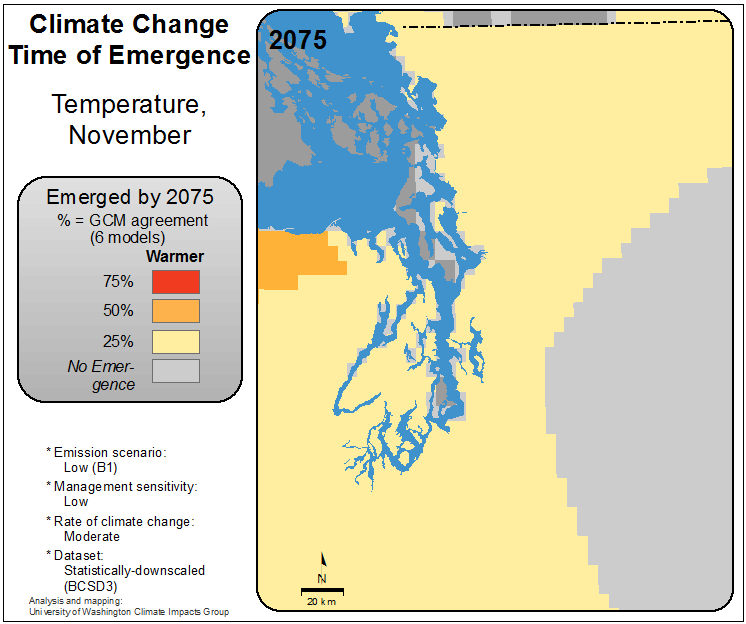 Climate Change
Time of Emergence
Temperature,
November
Emerged by 2075
% = GCM agreement
(6 models)
Warmer
75%
50%
25%
No Emer-
gence
* Emission scenario:
Low (B1)
* Management sensitivity:
Low
* Rate of climate change:
Moderate
* Dataset:
Statistically-downscaled
(BCSD3)
Analysis and mapping:
University of Washington Climate Impacts Group
2075
N
20 km